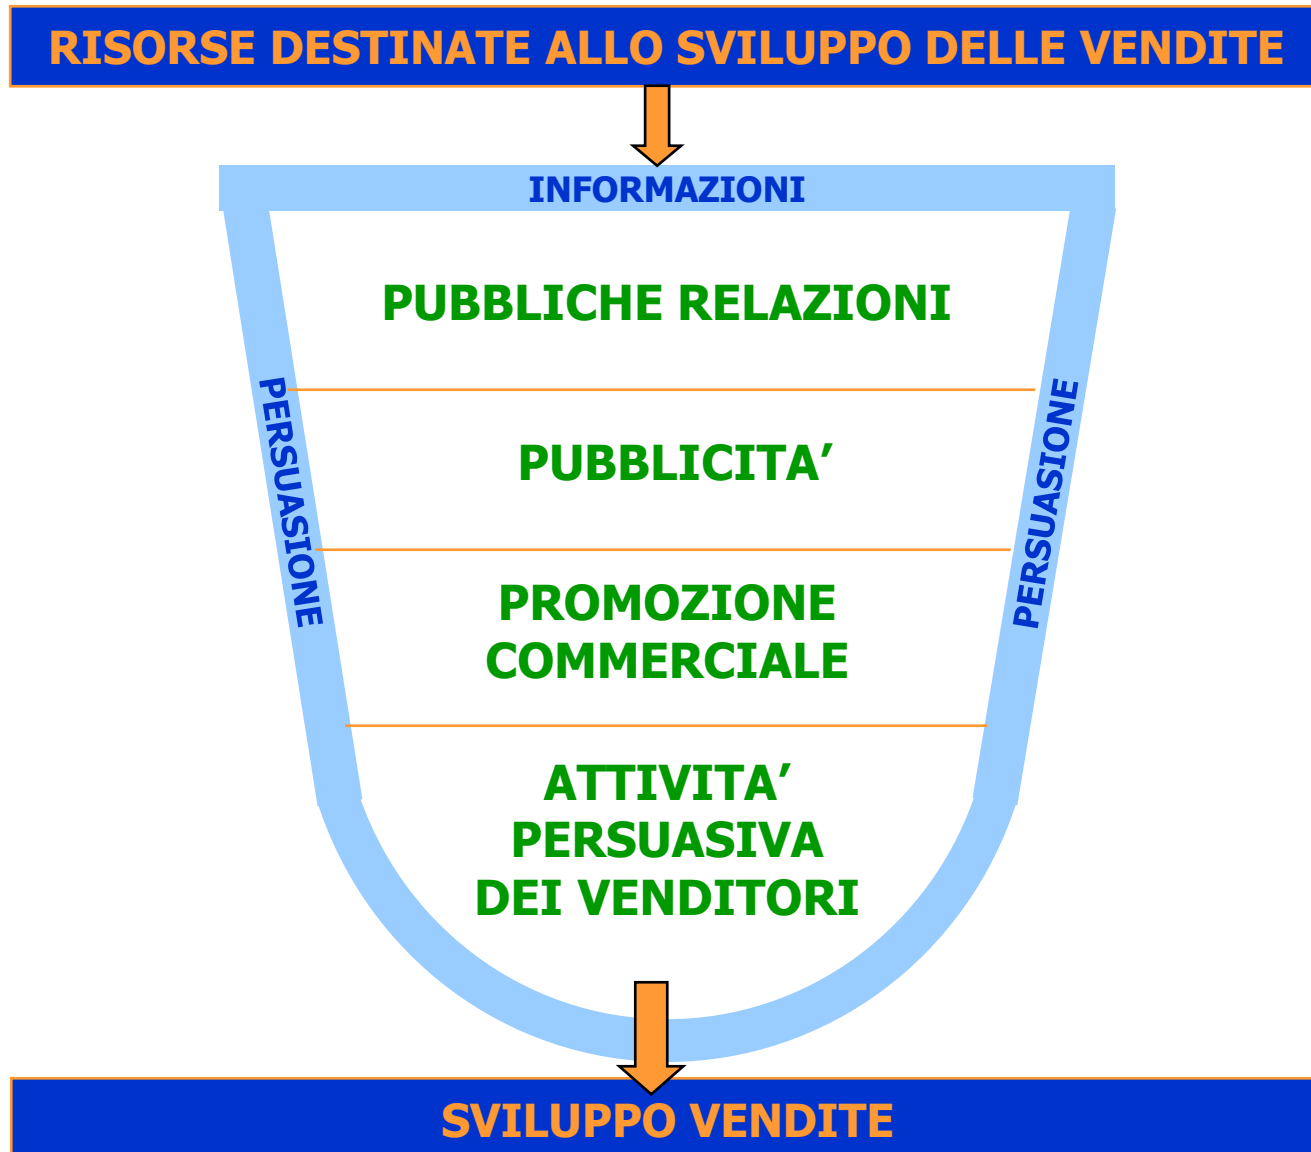 RISORSE DESTINATE ALLO SVILUPPO DELLE VENDITE
INFORMAZIONI
PUBBLICHE RELAZIONI
PERSUASIONE
PERSUASIONE
PUBBLICITA’
PROMOZIONE
COMMERCIALE
ATTIVITA’
PERSUASIVA
DEI VENDITORI
SVILUPPO VENDITE